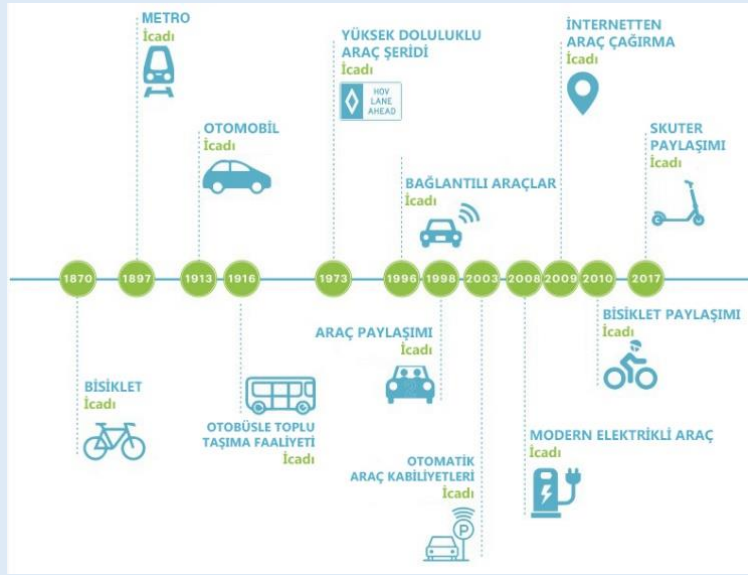 METRO
İcadı
YÜKSEK DOLULUKLU
ARAÇ ŞERİDİ
İcadı
HOV
LANE
AHEAD
İNTERNETTEN
ARAÇ ÇAĞIRMA
İcadı
OTOMOBİL
İcadı
SKUTER
PAYLAŞIMI
İcadı
BAĞLANTILI ARAÇLAR
İcadı
1870
1897
1913
1916
1973
1996
1998
2003
2008
2009
2010
2017
BİSİKLET
İcadı
OTOBÜSLE TOPLU
TAŞIMA FAALİYETİ
İcadı
ARAÇ PAYLAŞIMI
İcadı
OTOMATİK
ARAÇ KABİLİYETLERİ
İcadı
P
MODERN ELEKTRİKLİ ARAÇ
İcadı
BİSİKLET PAYLAŞIMI
İcadı